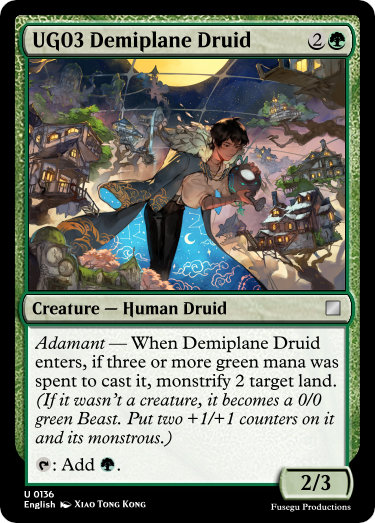 UG03 Demiplane Druid 2
Creature — Human Druid
Adamant — When Demiplane Druid
enters, if three or more green mana was
spent to cast it, monstrify 2 target land.
(If it wasn't a creature, it becomes a 0/0
green Beast. Put two +1/+1 counters on it
and its monstrous.)
: Add .
2/3
U 0136
English XIAO TONG KONG
Fusegu Productions